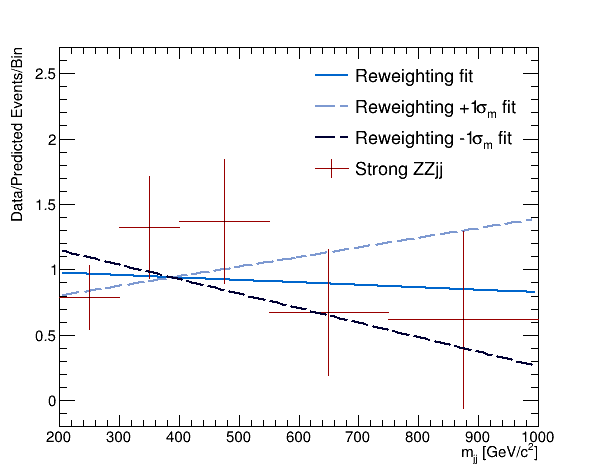 Data/Predicted Events/Bin
2.5
2
1.5
1
0.5
0
Reweighting fit
Reweighting +1σm fit
Reweighting -1σm fit
Strong ZZjj
200 300 400 500 600 700 800 900 1000
mjj [GeV/c²]